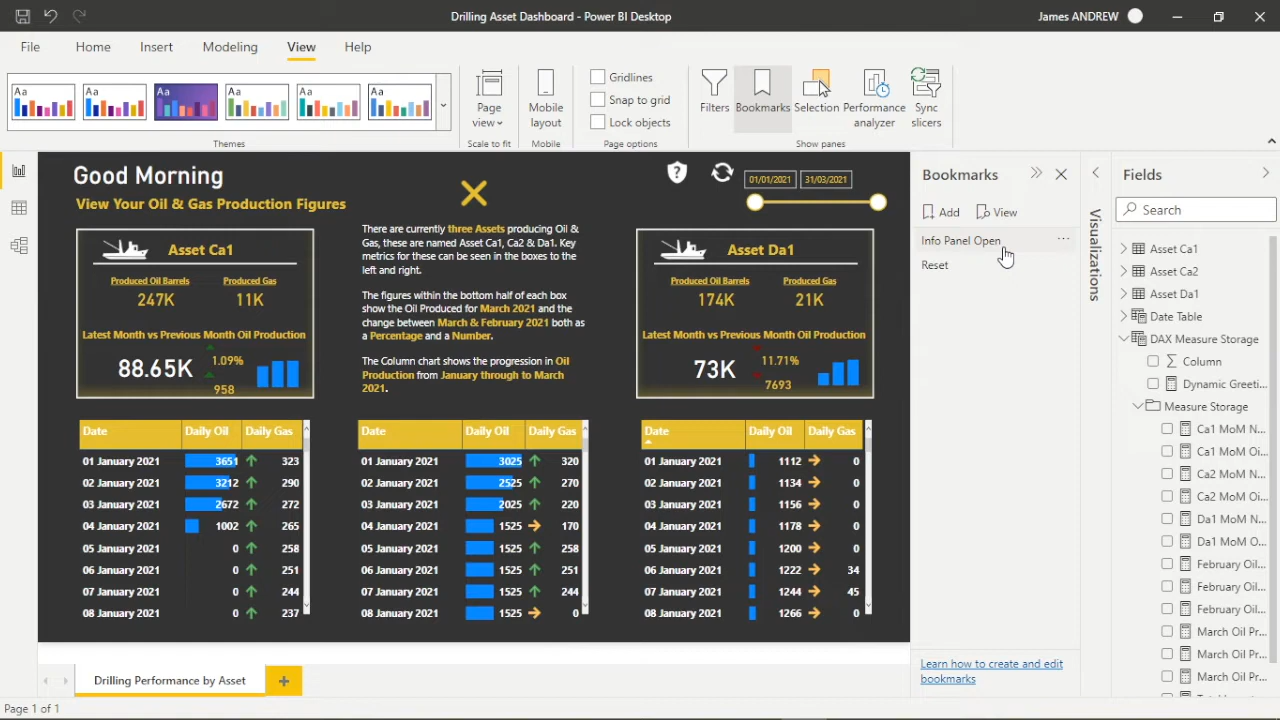 Drilling Asset Dashboard - Power BI Desktop
James ANDREW
File Home Insert Modeling View Help
Aa Aa Aa Aa Aa Aa
Page view
Mobile layout
Gridlines
Snap to grid
Lock objects
Filters
Bookmarks
Selection
Performance analyzer
Sync slicers
Themes
Scale to fit
Mobile
Page options
Show panes
Good Morning
View Your Oil & Gas Production Figures
?
01/01/2021 31/03/2021
Asset Ca1
Produced Oil Barrels Produced Gas
247K 11K
Latest Month vs Previous Month Oil Production
88.65K
1.09%
958
There are currently three Assets producing Oil &
Gas, these are named Asset Ca1, Ca2 & Da1. Key
metrics for these can be seen in the boxes to the
left and right.
The figures within the bottom half of each box
show the Oil Produced for March 2021 and the
change between March & February 2021 both as
a Percentage and a Number.
The Column chart shows the progression in Oil
Production from January through to March
2021.
Asset Da1
Produced Oil Barrels Produced Gas
174K 21K
Latest Month vs Previous Month Oil Production
73K
11.71%
7693
Date Daily Oil Daily Gas
01 January 2021 3651 323
02 January 2021 3212 290
03 January 2021 2672 272
04 January 2021 1002 265
05 January 2021 0 258
06 January 2021 0 251
07 January 2021 0 244
08 January 2021 0 237
Date Daily Oil Daily Gas
01 January 2021 3025 320
02 January 2021 2525 270
03 January 2021 2025 220
04 January 2021 1525 170
05 January 2021 1525 258
06 January 2021 1525 251
07 January 2021 1525 244
08 January 2021 1525 0
Date Daily Oil Daily Gas
01 January 2021 1112 0
02 January 2021 1134 0
03 January 2021 1156 0
04 January 2021 1178 0
05 January 2021 1200 0
06 January 2021 1222 34
07 January 2021 1244 45
08 January 2021 1266 0
Bookmarks
Add View
Info Panel Open ...
Reset
Learn how to create and edit
bookmarks
Visualizations
Fields
Search
Asset Ca1
Asset Ca2
Asset Da1
Date Table
DAX Measure Storage
Column
Dynamic Greeti...
Measure Storage
Ca1 MoM N...
Ca1 MoM Oi...
Ca2 MoM N...
Ca2 MoM Oi...
Da1 MoM N...
Da1 MoM O...
February Oil...
February Oil...
February Oil...
March Oil Pr...
March Oil Pr...
March Oil Pr...
Drilling Performance by Asset
Page 1 of 1